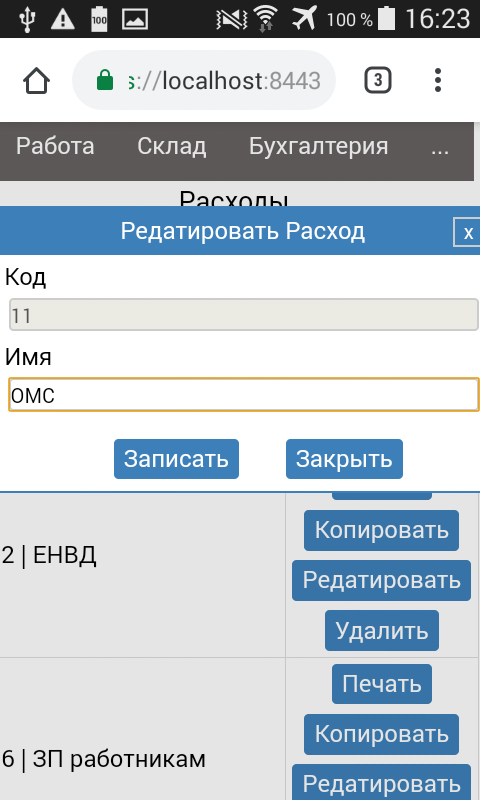 100
100 %
16:23
s://localhost:8443
3
Работа
Склад
Бухгалтерия
...
Расходы
Редатировать Расход
x
Код
11
Имя
ОМС
Записать
Закрыть
Копировать
2 | ЕНВД
Редатировать
Удалить
Печать
Копировать
6 | ЗП работникам
Редатировать